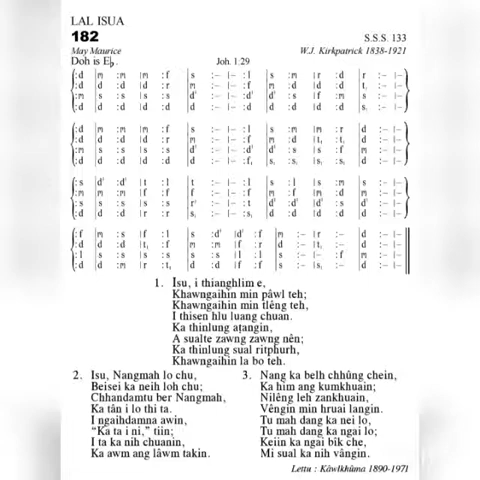 LAL ISUA
182
S.S.S. 133
May Maurice
W.J. Kirkpatrick 1838-1921
Doh is E♭.
Joh. 1:29
{:d |m :m |m :f |s :– |– :l |s :m |r :d |r :– |–}
{:d |d :d |d :r |m :– |– :f |m :d |t, :d |t, :– |–}
{:m |s :s |s :s |d' :– |– :d' |d' :s |f :m |s :– |–}
{:d |d :d |d :d |d :– |– :d |d :d |d :d |s, :– |–}
{:d |m :m |m :f |s :– |– :l |s :m |m :r |d :– |–}
{:d |d :d |d :r |m :– |– :f |m :d |t, :t, |d :– |–}
{:m |s :s |s :s |d' :– |– :d' |s :s |s :f |m :– |–}
{:d |d :d |d :d |d :– |– :f, |s, :s, |s, :s, |d :– |–}
{:s |d' :d' |t :l |t :– |– :l |s :l |s :m |s :– |–}
{:m |m :m |f :f |f :– |– :f |m :f |m :d |m :– |–}
{:s |s :s |s :s |r' :– |– :t |d' :d' |d' :s |d' :– |–}
{:d |d :d |r :r |s, :– |– :s, |d :d |d :d |d :– |–}
{:f |m :s |f :l |s :d' |d' :f |m :– |r :– |d :– |–}
{:d |d :d |t, :f |m :m |f :r |d :– |t, :– |d :– |–}
{:l |s :s |s :s |s :s |l :l |s :– |– :f |m :– |–}
{:d |d :m |r :t, |d :d |f :f |s :– |s, :– |d :– |–}
1. Isu, i thianghlim e,
Khawngaihin min pâwl teh;
Khawngaihin min tlêng teh,
I thisen hlu luang chuan.
Ka thinlung aṭangin,
A sualte zawng zawng nên;
Ka thinlung sual ritphurh,
Khawngaihin la bo teh.
2. Isu, Nangmah lo chu,
Beisei ka neih loh chu;
Chhandamtu ber Nangmah,
Ka tân i lo thi ta.
I ngaihdamna awin,
“Ka ta i ni,” tiin;
I ta ka nih chuanin,
Ka awm ang lâwm takin.
3. Nang ka belh chhûng chein,
Ka him ang kumkhuain;
Nilêng leh zankhuain,
Vêngin min hruai langin.
Tu mah dang ka nei lo,
Tu mah dang ka ngai lo;
Keiin ka ngai bîk che,
Mi sual ka nih vângin.
Lettu : Kâwlkhûma 1890-1971